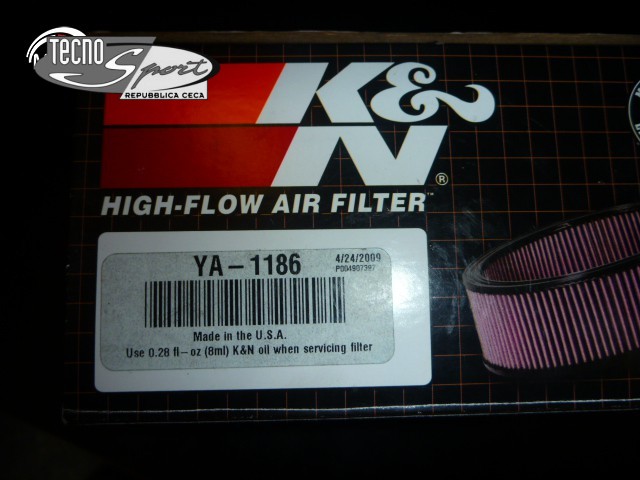 TECNO
Sport
REPUBBLICA CECA
K&N®
HIGH-FLOW AIR FILTER™
YA-1186
4/24/2009
Made in the U.S.A.
Use 0.28 fl-oz (8ml) K&N oil when servicing filter